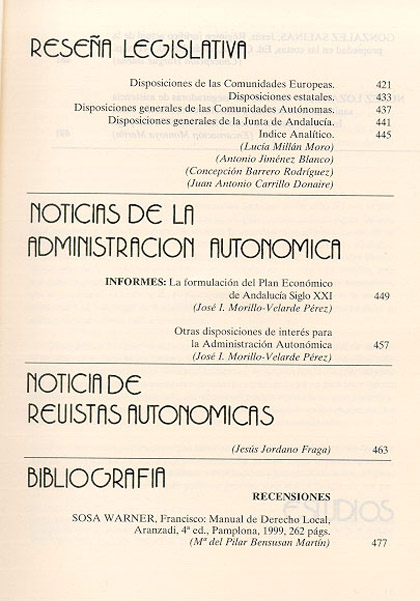 RESEÑA LEGISLATIVA
Disposiciones de las Comunidades Europeas. 421
Disposiciones estatales. 433
Disposiciones generales de las Comunidades Autónomas. 437
Disposiciones generales de la Junta de Andalucía. 441
Indice Analítico. 445
(Lucía Millán Moro)
(Antonio Jiménez Blanco)
(Concepción Barrero Rodríguez)
(Juan Antonio Carrillo Donaire)
NOTICIAS DE LA
ADMINISTRACION AUTONOMICA
INFORMES: La formulación del Plan Económico
de Andalucía Siglo XXI 449
(José I. Morillo-Velarde Pérez)
Otras disposiciones de interés para
la Administración Autonómica 457
(José I. Morillo-Velarde Pérez)
NOTICIA DE
REVISTAS AUTONOMICAS
(Jesús Jordano Fraga) 463
BIBLIOGRAFIA
RECENSIONES
SOSA WARNER, Francisco: Manual de Derecho Local,
Aranzadi, 4ª ed., Pamplona, 1999, 262 págs.
(Mª del Pilar Bensusan Martín) 477